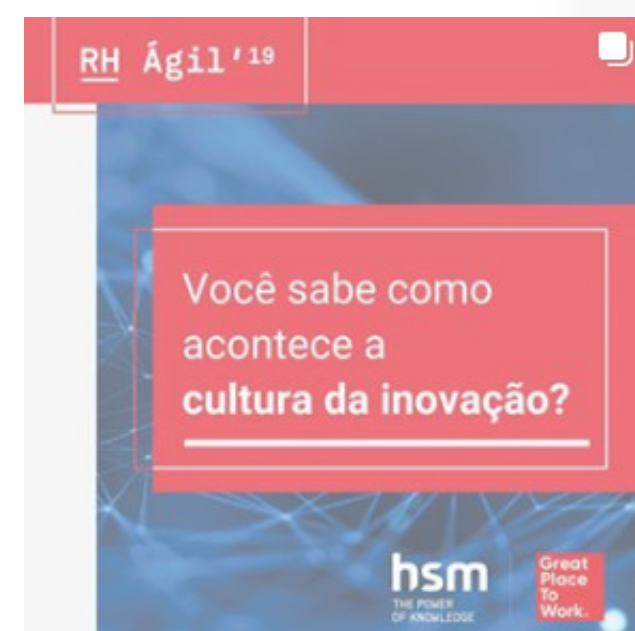 RH Ágil '19
Você sabe como
acontece a
cultura da inovação?
hsm
THE POWER
OF KNOWLEDGE
Great
Place
To
Work.